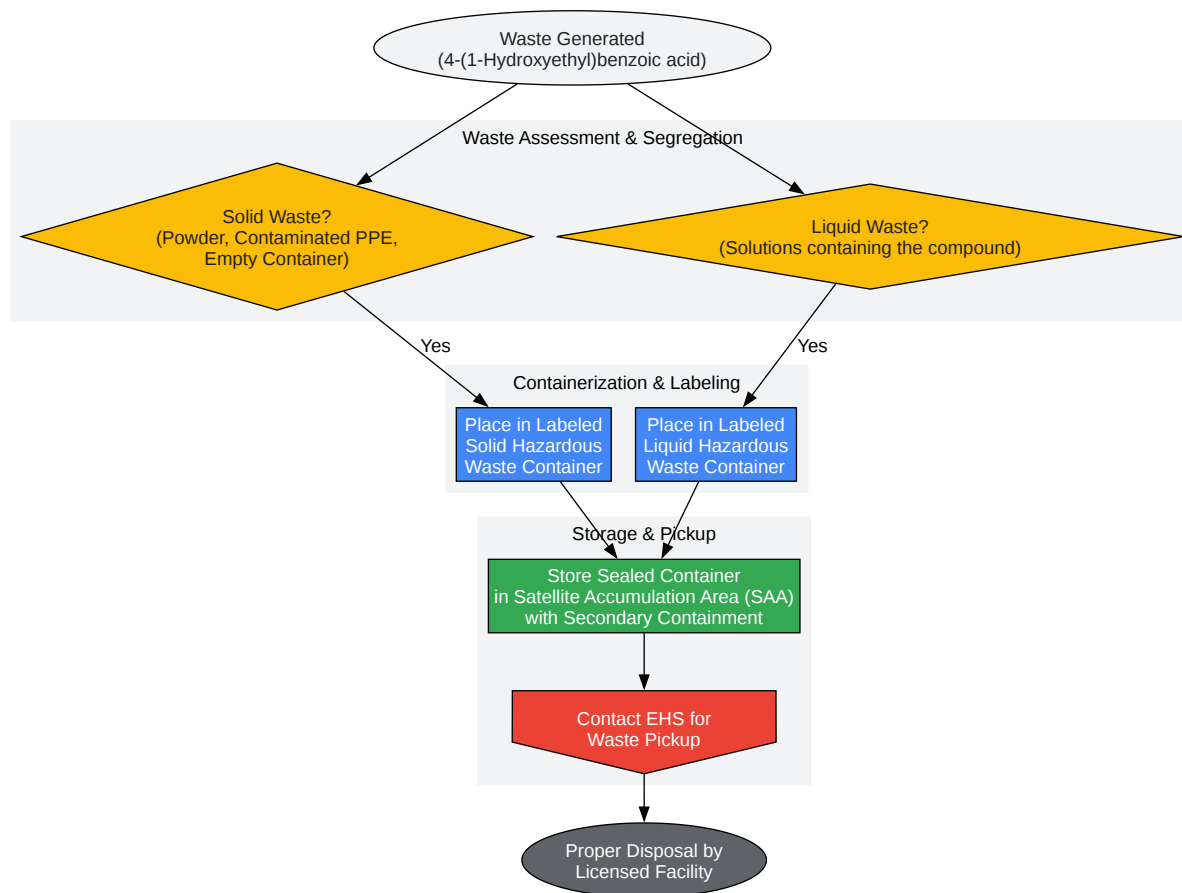 Waste Generated
(4-(1-Hydroxyethyl)benzoic acid)
Waste Assessment & Segregation
Solid Waste?
(Powder, Contaminated PPE,
Empty Container)
Liquid Waste?
(Solutions containing the compound)
Yes
Yes
Containerization & Labeling
Place in Labeled
Solid Hazardous
Waste Container
Place in Labeled
Liquid Hazardous
Waste Container
Storage & Pickup
Store Sealed Container
in Satellite Accumulation Area (SAA)
with Secondary Containment
Contact EHS for
Waste Pickup
Proper Disposal by
Licensed Facility